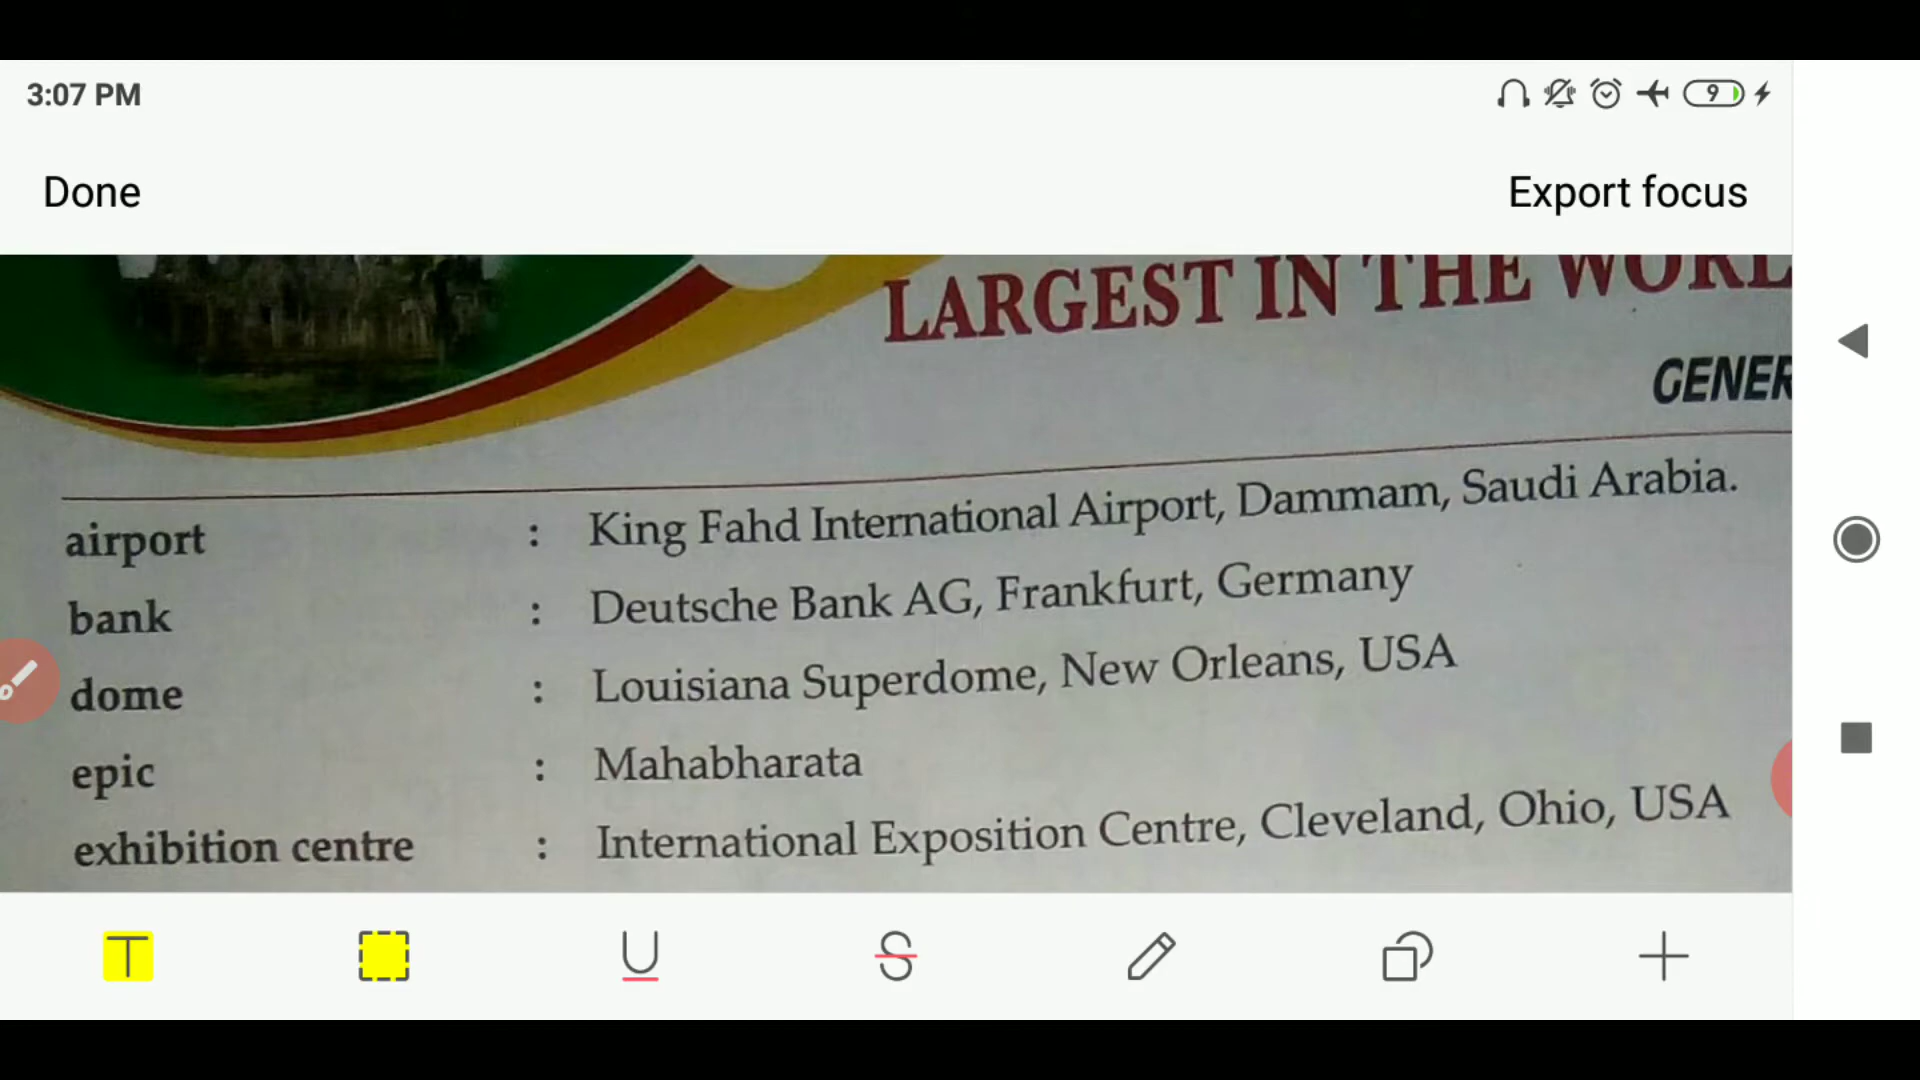 3:07 PM
9
Done
Export focus
LARGEST IN THE WORL
GENER
airport : King Fahd International Airport, Dammam, Saudi Arabia.
bank : Deutsche Bank AG, Frankfurt, Germany
dome : Louisiana Superdome, New Orleans, USA
epic : Mahabharata
exhibition centre : International Exposition Centre, Cleveland, Ohio, USA
T
U
S